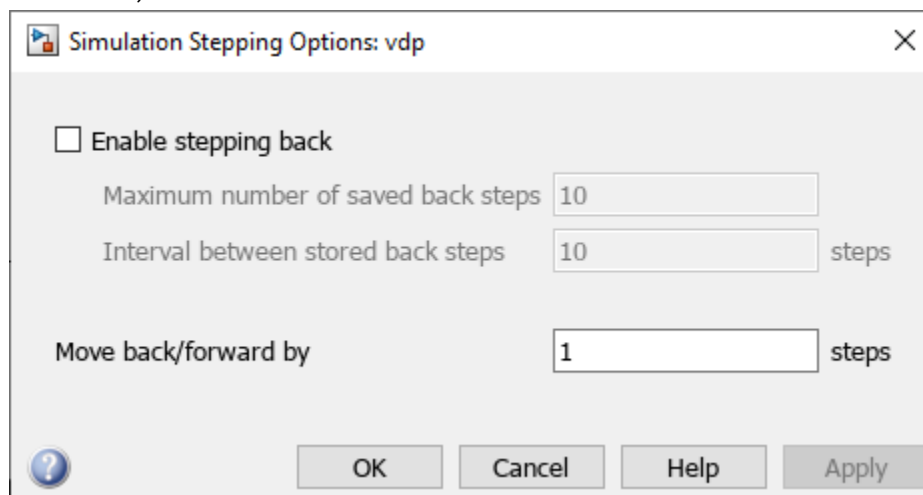 Simulation Stepping Options: vdp
Enable stepping back
Maximum number of saved back steps 10
Interval between stored back steps 10 steps
Move back/forward by 1 steps
OK Cancel Help Apply